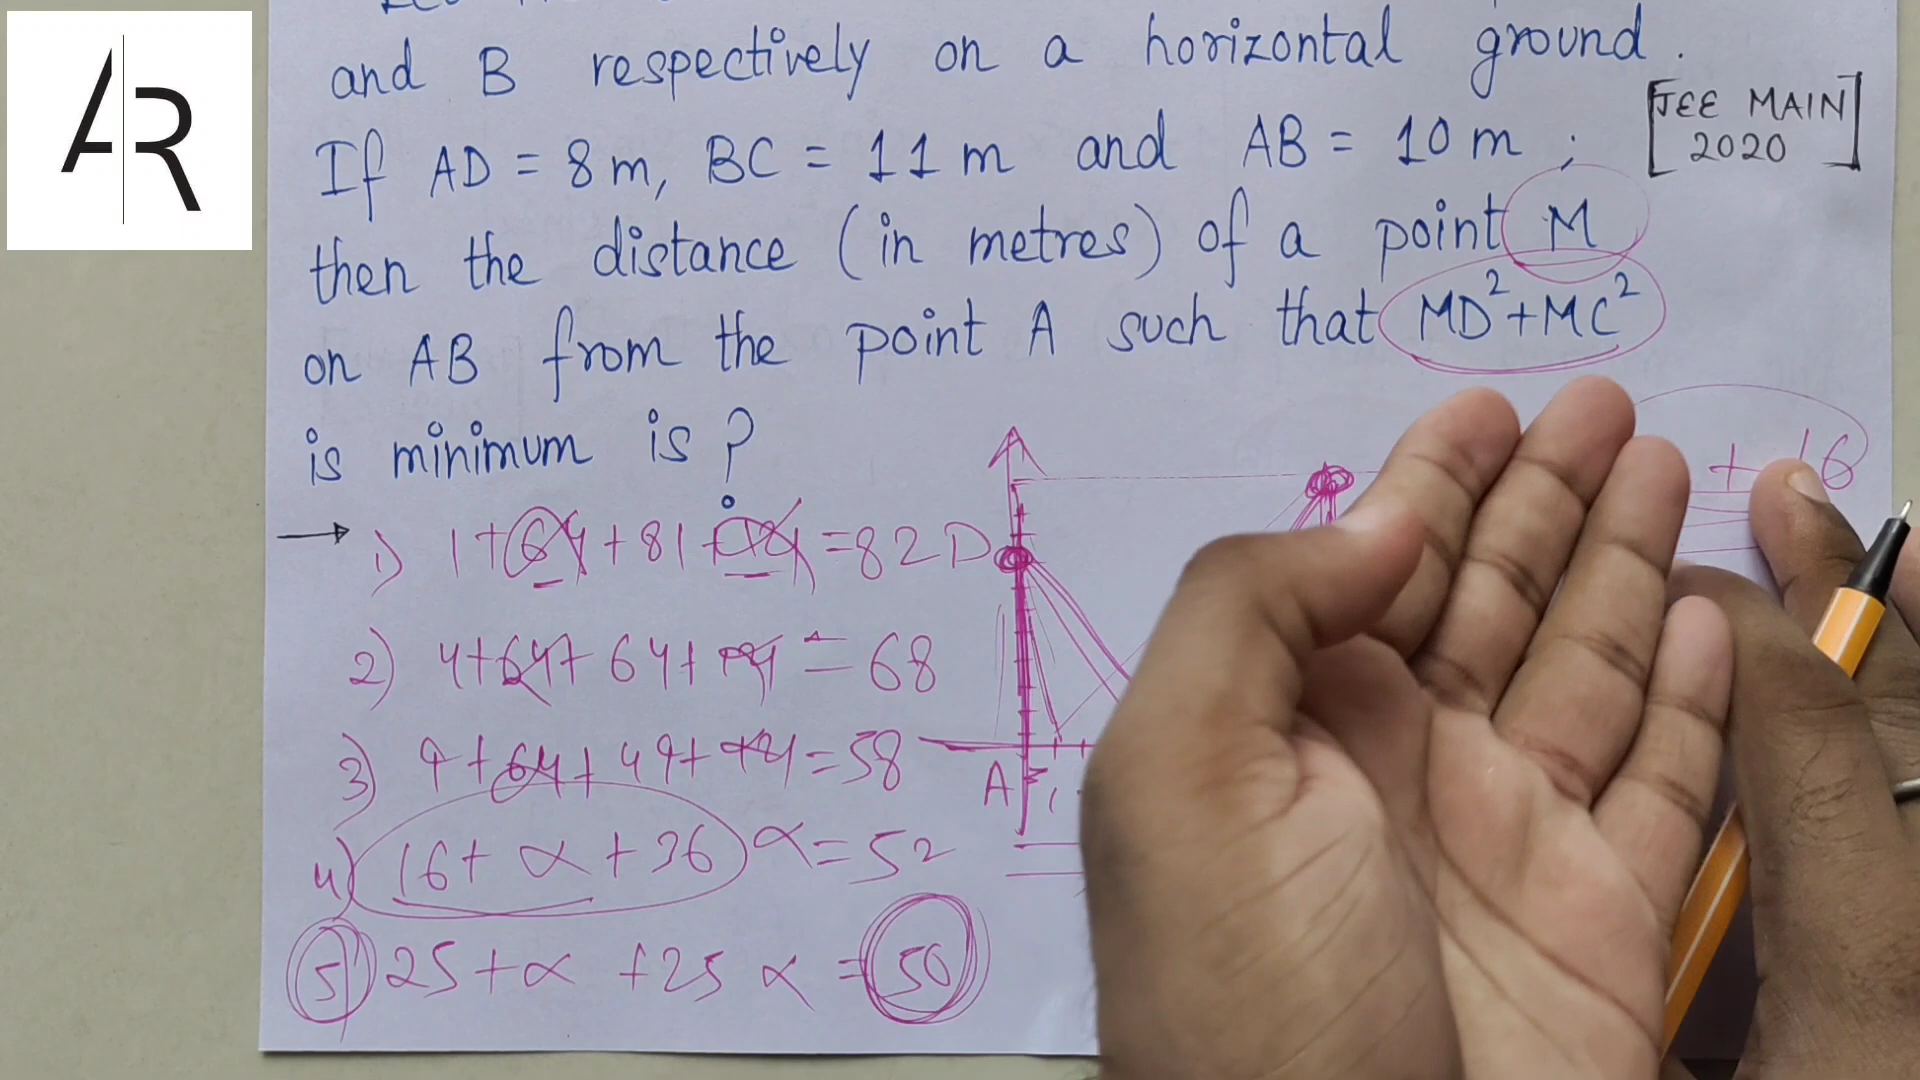 AR
and B respectively on a horizontal ground.
[JEE MAIN
2020]
If AD = 8 m, BC = 11 m and AB = 10 m ;
then the distance (in metres) of a point M
on AB from the point A such that MD²+MC²
is minimum is ?
+16
→ 1) 1+64+81+ =82
D
2) 4+64+64+ =68
3) 9+64+49+ =58
A 1
4) 16+α+36 α=52
5) 25+α+25 α=50